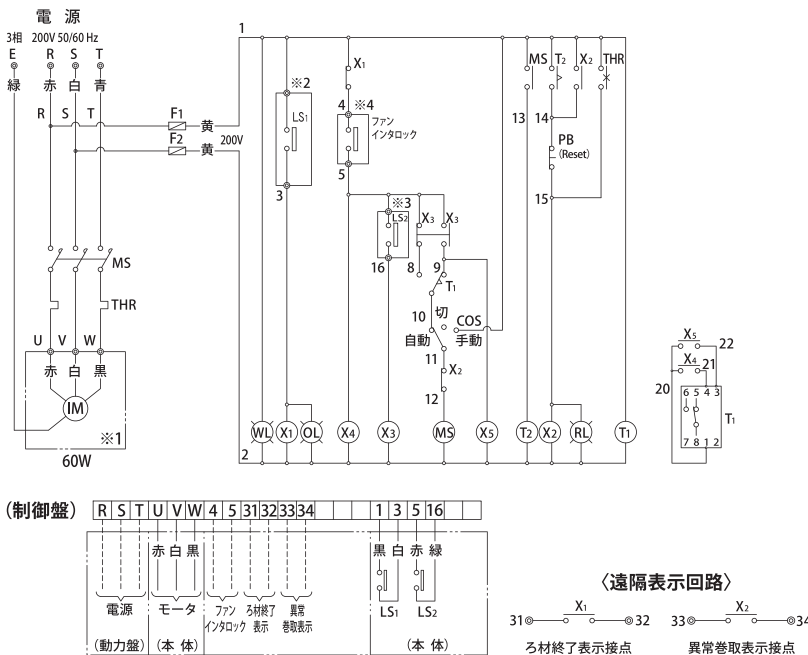 電 源
3相 200V 50/60 Hz
E R S T
緑 赤 白 青
R S T
F1 黄 1
F2 黄 200V
MS
THR
U V W
赤 白 黒
IM
※1
60W
※2
LS1
3
X1
4 ※4
ファン
インタロック
5
※3
LS2
16
X3 X3
8 9
T1
10 切 COS
自動 手動
11
X2
12
MS T2 X2 THR
13 14
PB
(Reset)
15
WL X1 OL X4 X3 MS X5 T2 X2 RL T1
2
X5 22
X4 21
20
6 5 4 3
T1
7 8 1 2
(制御盤) R S T U V W 4 5 31 32 33 34 1 3 5 16
赤 白 黒 黒 白 赤 緑
LS1 LS2
電源 モータ ファン ろ材終了 異常
インタロック 表示 巻取表示
(動力盤) (本 体) (本 体)
〈遠隔表示回路〉
31 X1 32 33 X2 34
ろ材終了表示接点 異常巻取表示接点